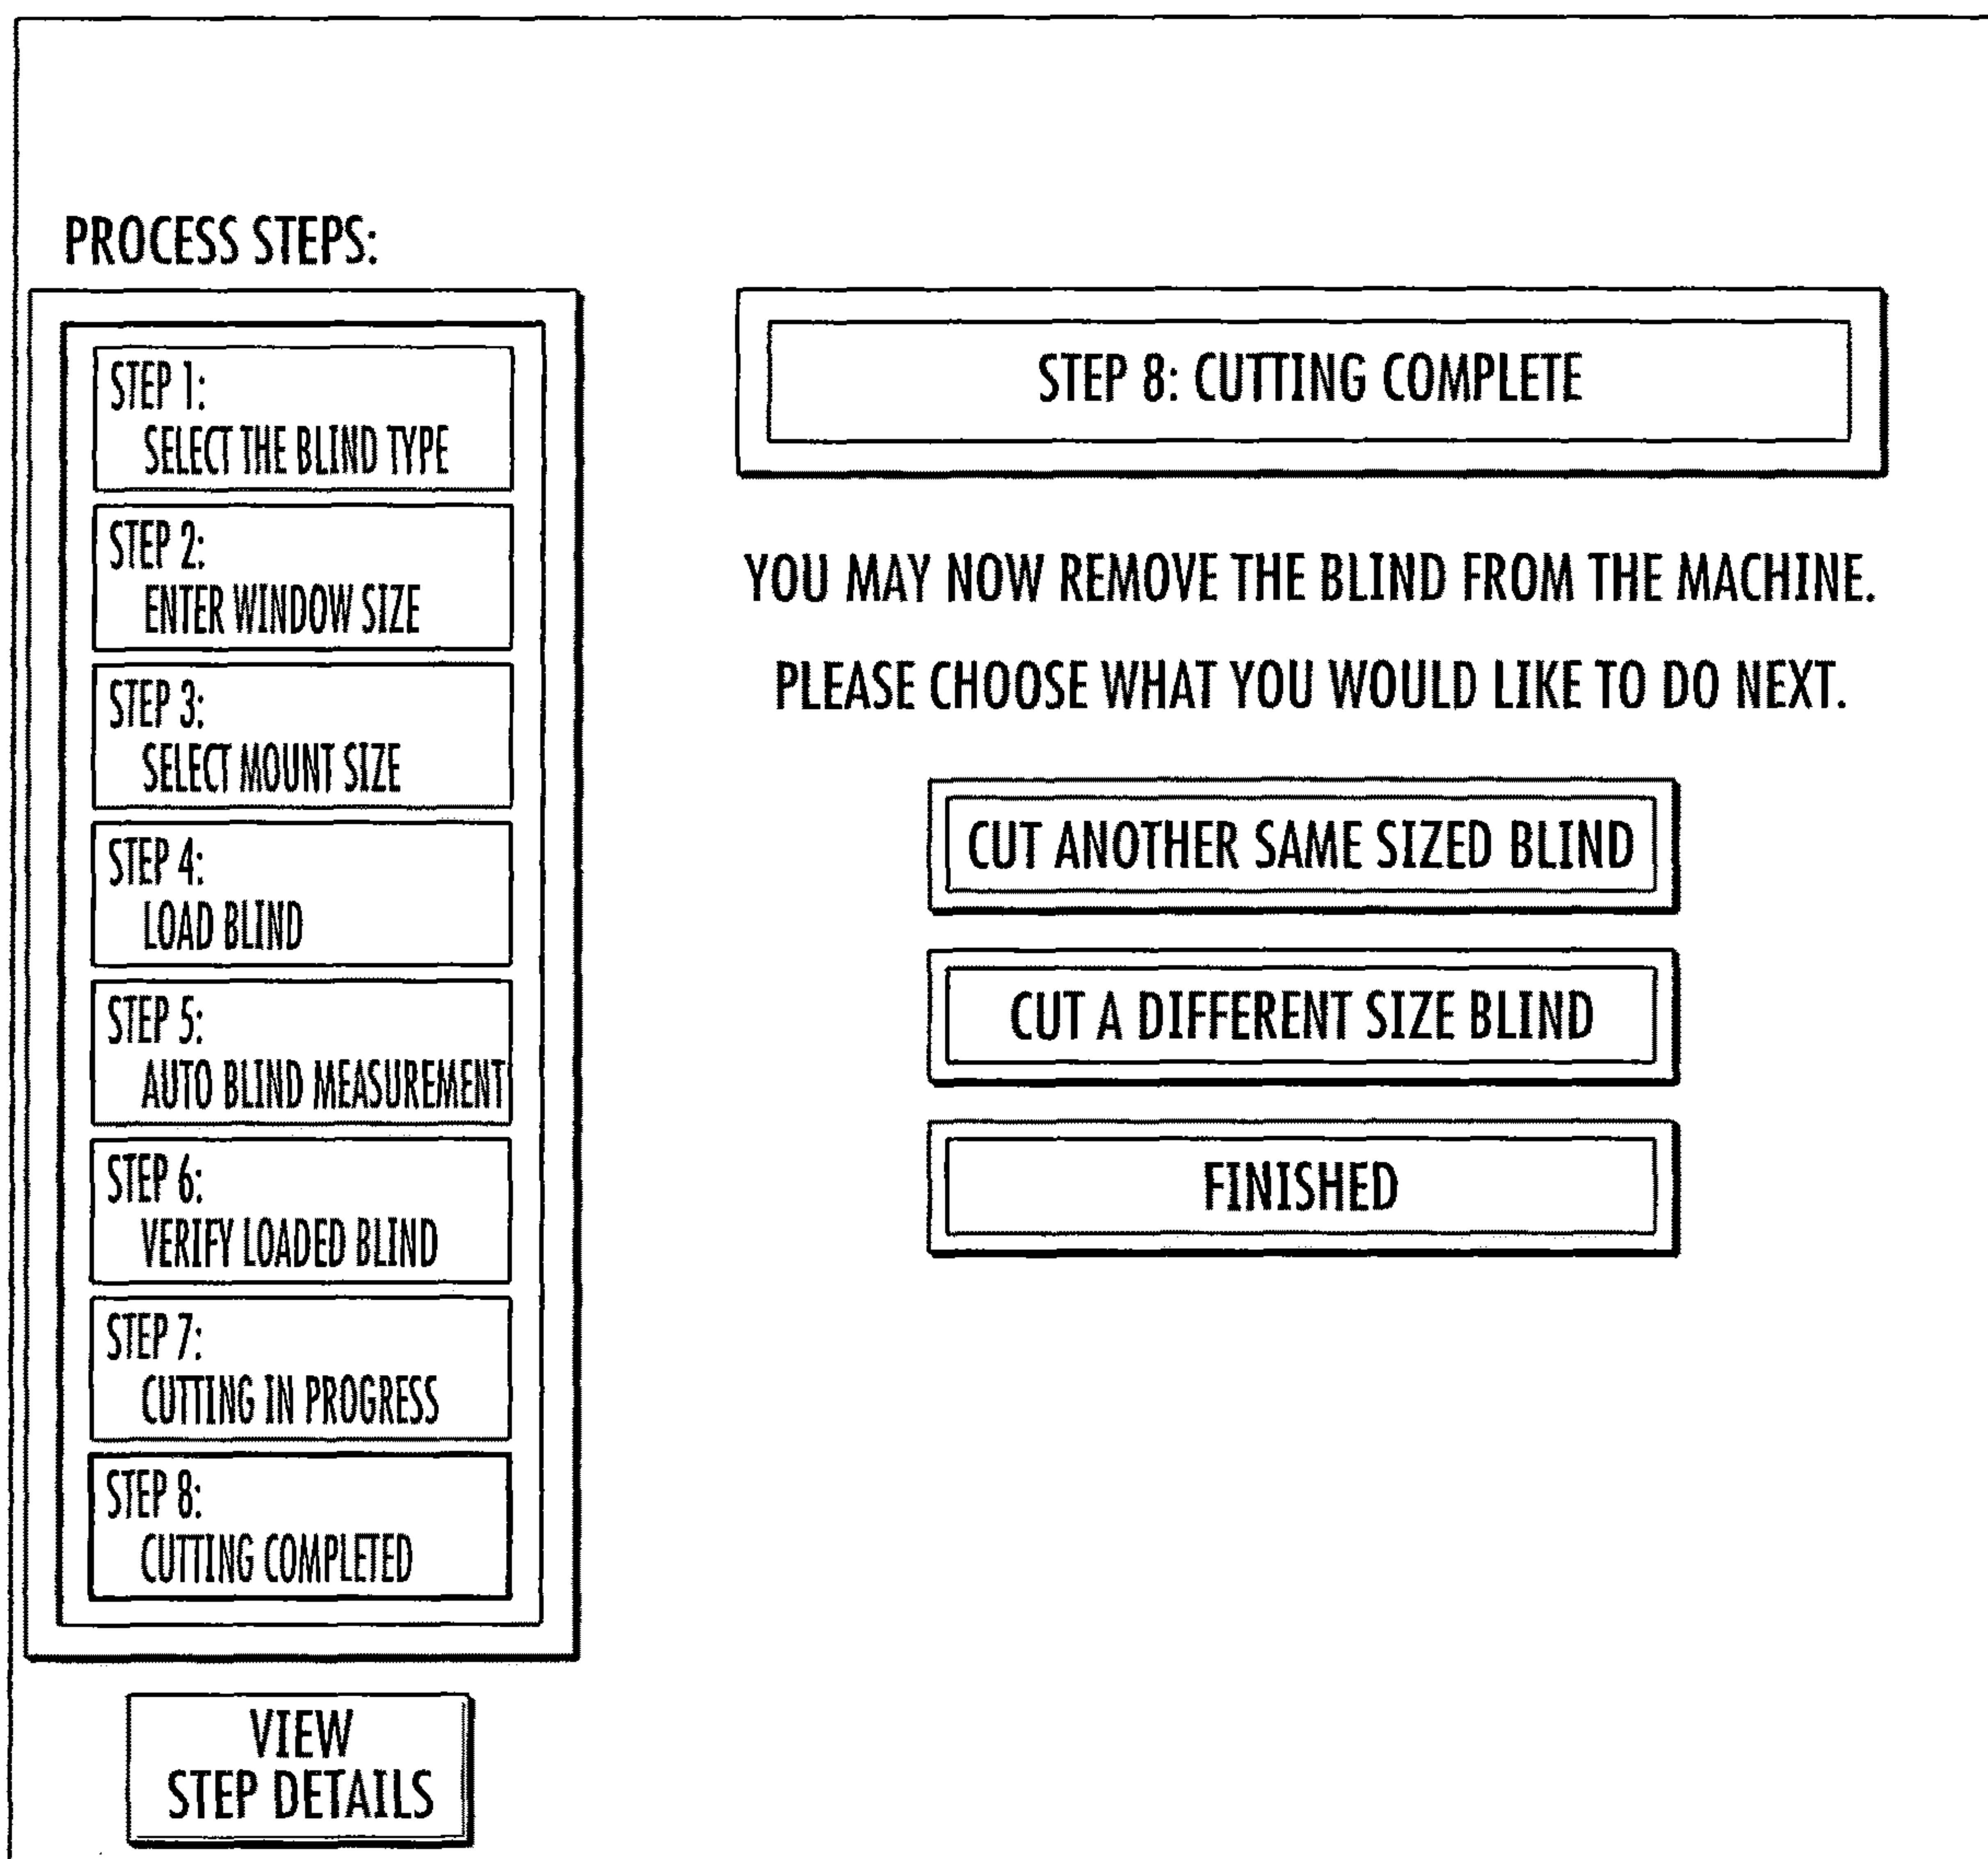 PROCESS STEPS:
STEP 1:
SELECT THE BLIND TYPE
STEP 2:
ENTER WINDOW SIZE
STEP 3:
SELECT MOUNT SIZE
STEP 4:
LOAD BLIND
STEP 5:
AUTO BLIND MEASUREMENT
STEP 6:
VERIFY LOADED BLIND
STEP 7:
CUTTING IN PROGRESS
STEP 8:
CUTTING COMPLETED
VIEW
STEP DETAILS
STEP 8: CUTTING COMPLETE
YOU MAY NOW REMOVE THE BLIND FROM THE MACHINE.
PLEASE CHOOSE WHAT YOU WOULD LIKE TO DO NEXT.
CUT ANOTHER SAME SIZED BLIND
CUT A DIFFERENT SIZE BLIND
FINISHED